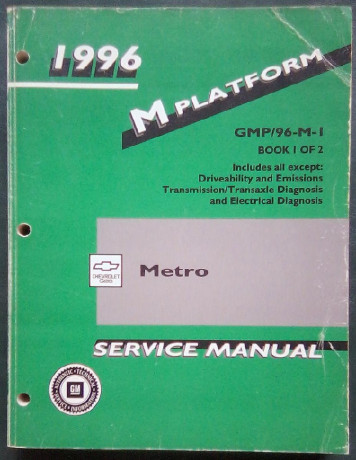 1996
M PLATFORM
GMP/96-M-1
BOOK 1 OF 2
Includes all except:
Driveability and Emissions
Transmission/Transaxle Diagnosis
and Electrical Diagnosis
CHEVROLET
Geo
Metro
SERVICE MANUAL
GM